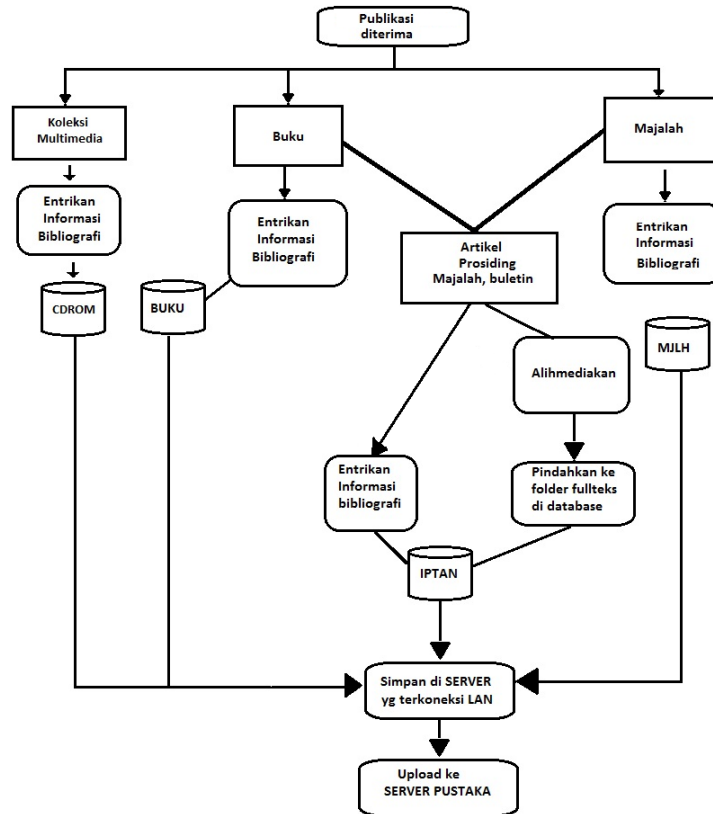 Publikasi
diterima
Koleksi
Multimedia
Buku
Majalah
Entrikan
Informasi
Bibliografi
Entrikan
Informasi
Bibliografi
Entrikan
Informasi
Bibliografi
Artikel
Prosiding
Majalah, buletin
CDROM
BUKU
MJLH
Alihmediakan
Entrikan
Informasi
bibliografi
Pindahkan ke
folder fullteks
di database
IPTAN
Simpan di SERVER
yg terkoneksi LAN
Upload ke
SERVER PUSTAKA